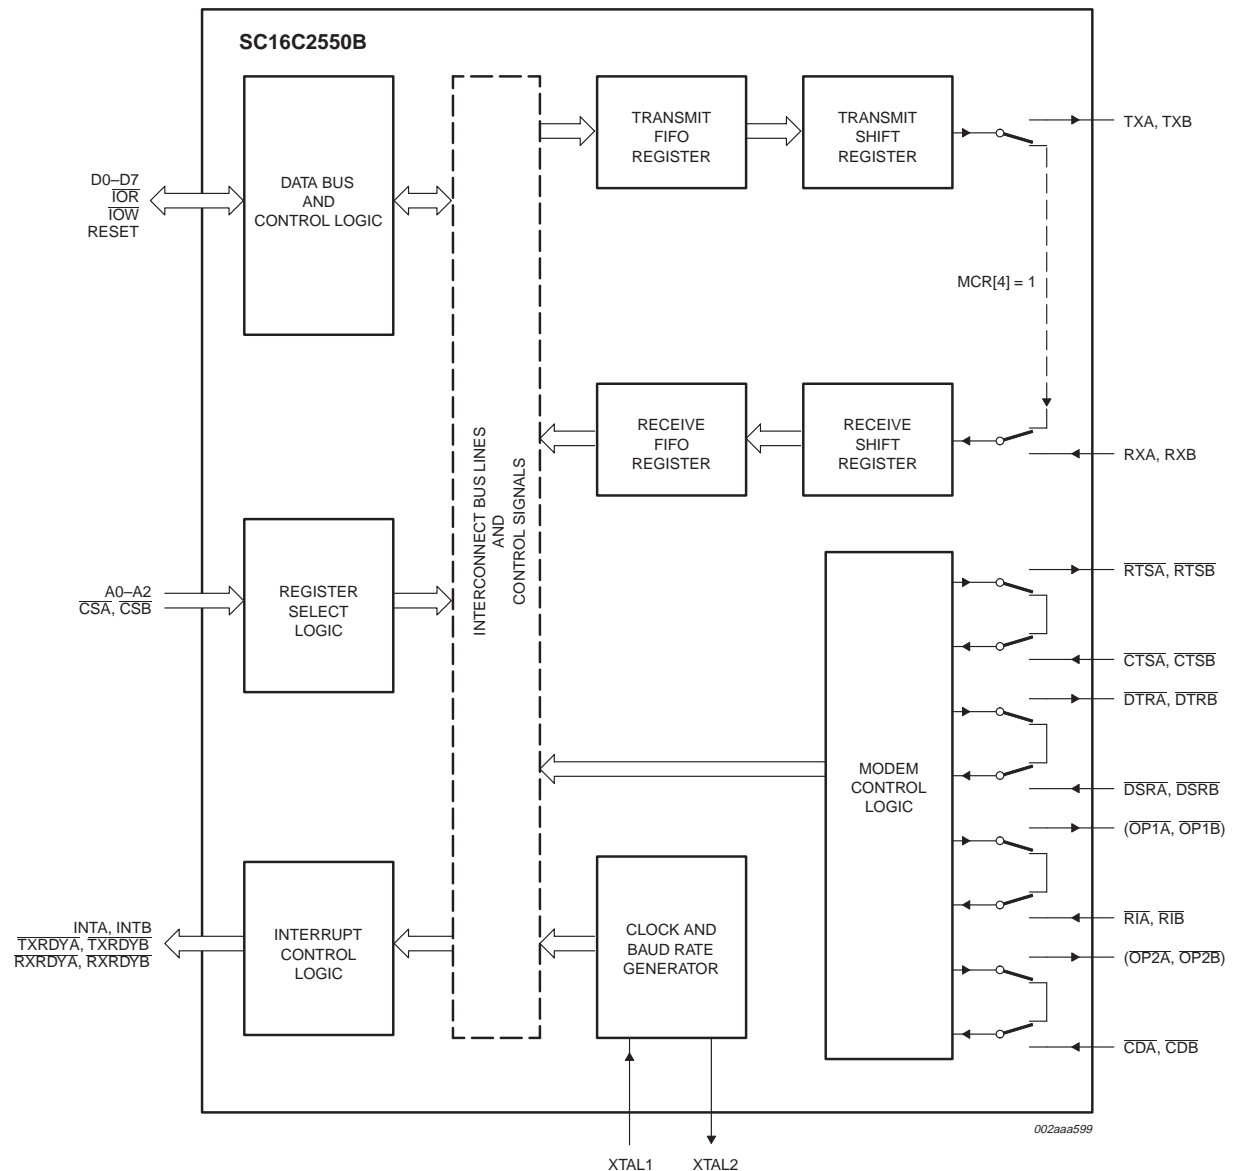 SC16C2550B
D0–D7
IOR
IOW
RESET
DATA BUS
AND
CONTROL LOGIC
TRANSMIT
FIFO
REGISTER
TRANSMIT
SHIFT
REGISTER
TXA, TXB
MCR[4] = 1
INTERCONNECT BUS LINES
AND
CONTROL SIGNALS
RECEIVE
FIFO
REGISTER
RECEIVE
SHIFT
REGISTER
RXA, RXB
A0–A2
CSA, CSB
REGISTER
SELECT
LOGIC
RTSA, RTSB
CTSA, CTSB
DTRA, DTRB
MODEM
CONTROL
LOGIC
DSRA, DSRB
(OP1A, OP1B)
RIA, RIB
(OP2A, OP2B)
CDA, CDB
INTA, INTB
TXRDYA, TXRDYB
RXRDYA, RXRDYB
INTERRUPT
CONTROL
LOGIC
CLOCK AND
BAUD RATE
GENERATOR
XTAL1
XTAL2
002aaa599